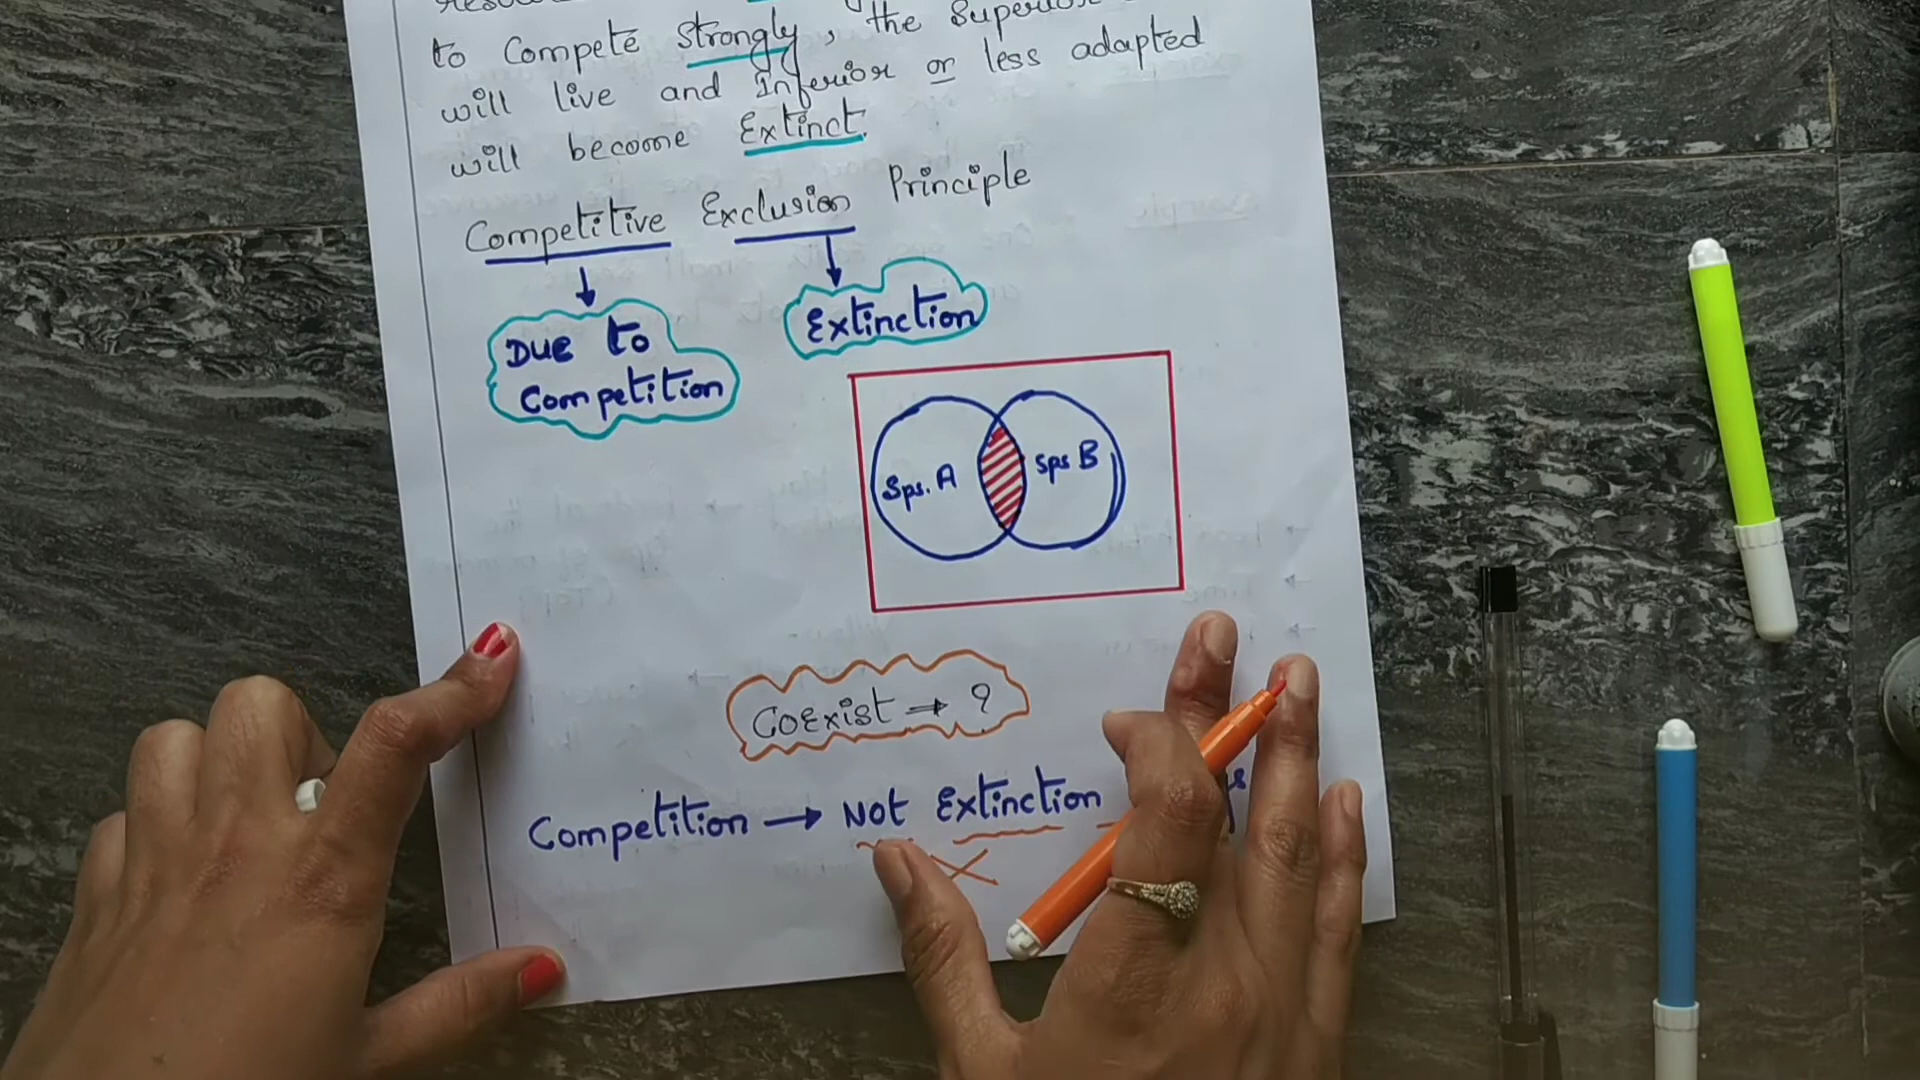 to Compete strongly, the Superior
will live and Inferior or less adapted
will become Extinct.
Competitive Exclusion Principle
Due to
Competition
Extinction
Sps. A
Sps B
Coexist → ?
Competition → Not Extinction